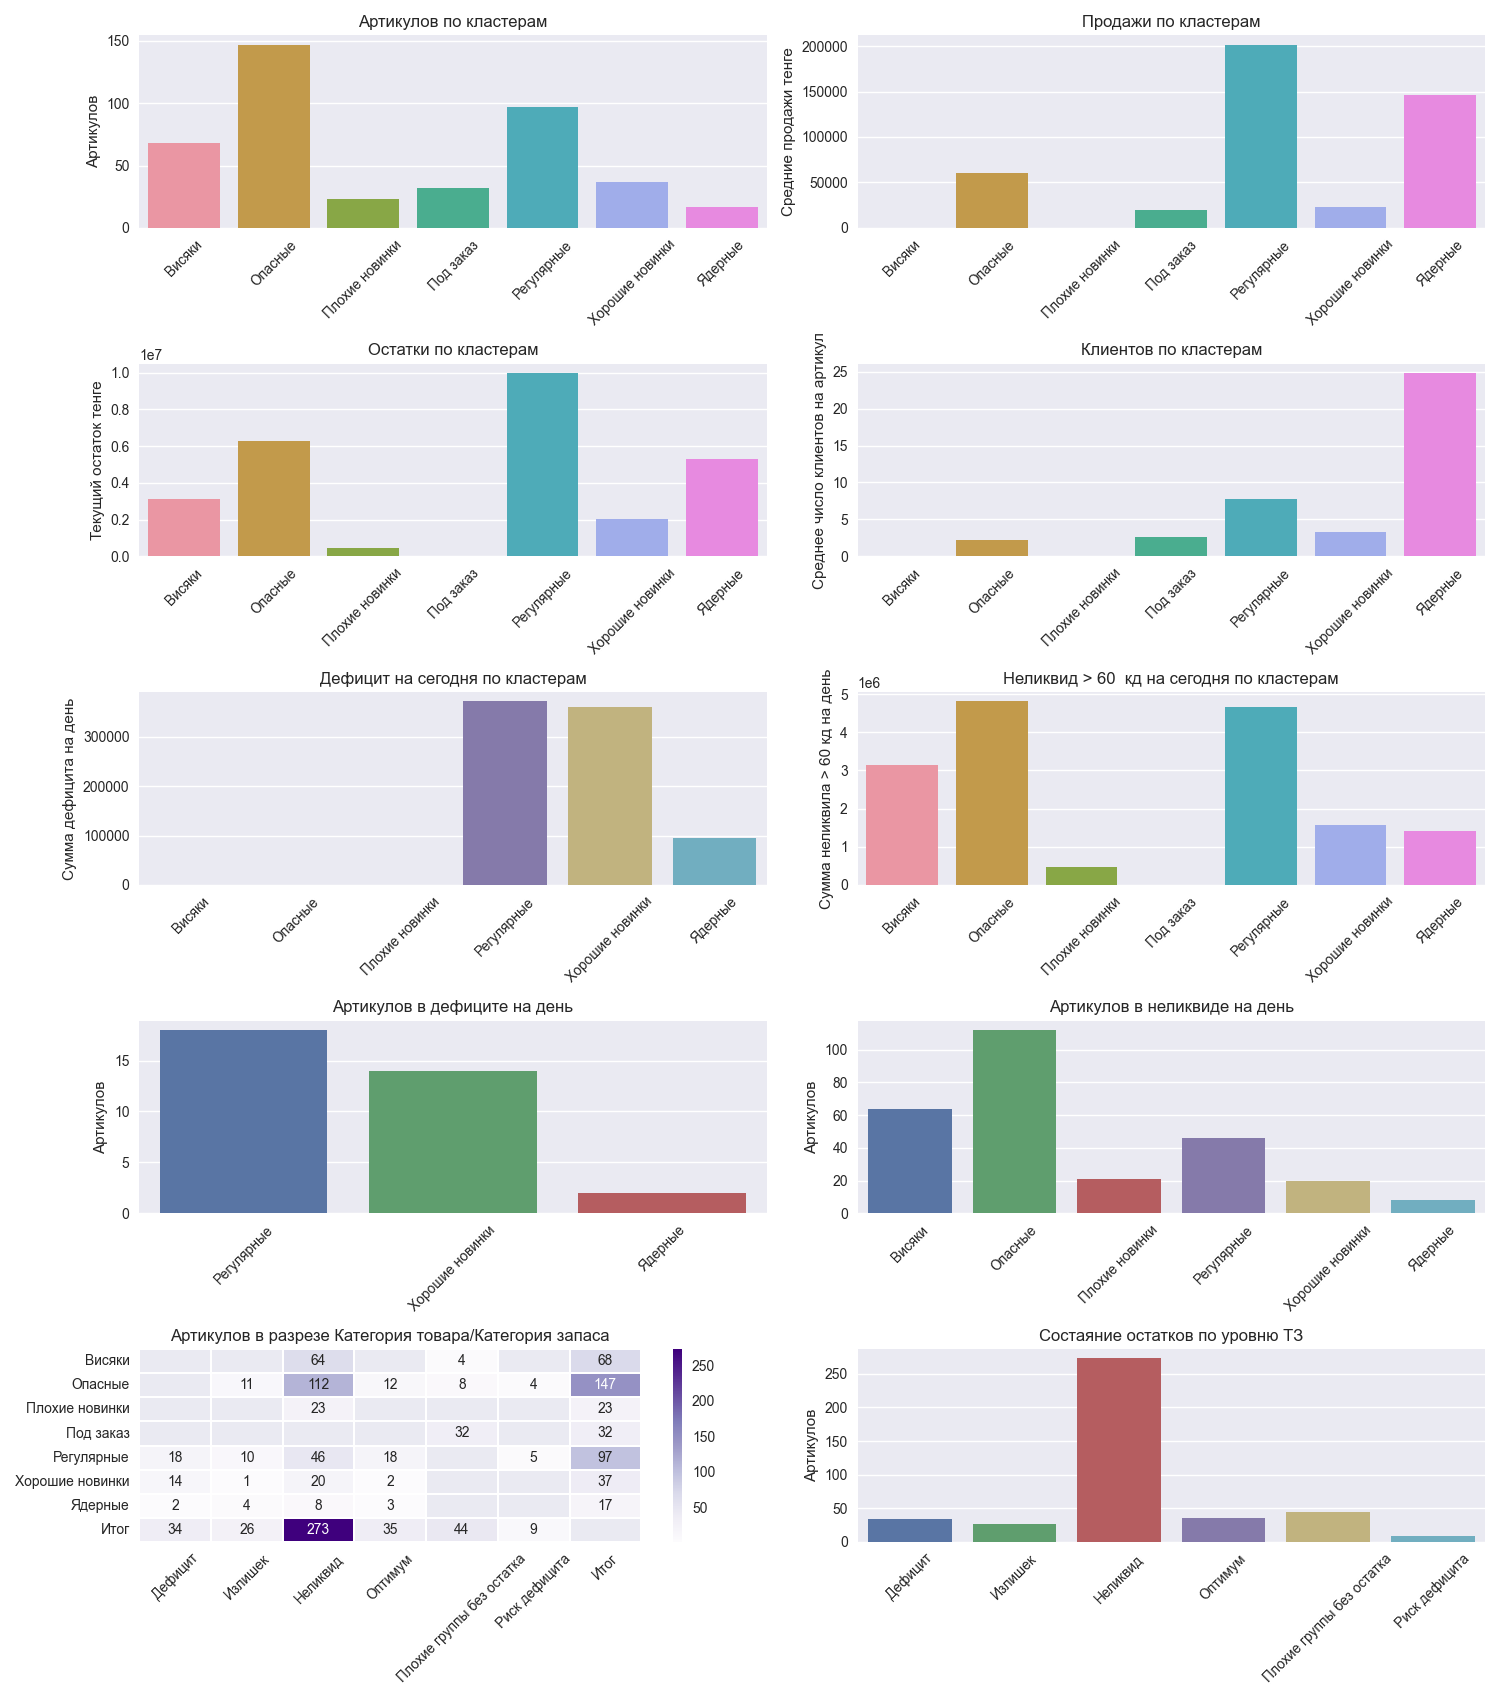 Артикулов по кластерам
Артикулов
150
100
50
0
Висяки
Опасные
Плохие новинки
Под заказ
Регулярные
Хорошие новинки
Ядерные
Продажи по кластерам
Средние продажи тенге
200000
150000
100000
50000
0
Висяки
Опасные
Плохие новинки
Под заказ
Регулярные
Хорошие новинки
Ядерные
Остатки по кластерам
1e7
Текущий остаток тенге
1.0
0.8
0.6
0.4
0.2
0.0
Висяки
Опасные
Плохие новинки
Под заказ
Регулярные
Хорошие новинки
Ядерные
Клиентов по кластерам
Среднее число клиентов на артикул
25
20
15
10
5
0
Висяки
Опасные
Плохие новинки
Под заказ
Регулярные
Хорошие новинки
Ядерные
Дефицит на сегодня по кластерам
Сумма дефицита на день
300000
200000
100000
0
Висяки
Опасные
Плохие новинки
Регулярные
Хорошие новинки
Ядерные
Неликвид > 60  кд на сегодня по кластерам
1e6
Сумма неликвила > 60 кд на день
5
4
3
2
1
0
Висяки
Опасные
Плохие новинки
Под заказ
Регулярные
Хорошие новинки
Ядерные
Артикулов в дефиците на день
Артикулов
15
10
5
0
Регулярные
Хорошие новинки
Ядерные
Артикулов в неликвиде на день
Артикулов
100
80
60
40
20
0
Висяки
Опасные
Плохие новинки
Регулярные
Хорошие новинки
Ядерные
Артикулов в разрезе Категория товара/Категория запаса
Висяки 64 4 68
Опасные 11 112 12 8 4 147
Плохие новинки 23 23
Под заказ 32 32
Регулярные 18 10 46 18 5 97
Хорошие новинки 14 1 20 2 37
Ядерные 2 4 8 3 17
Итог 34 26 273 35 44 9
Дефицит
Излишек
Неликвид
Оптимум
Плохие группы без остатка
Риск дефицита
Итог
250
200
150
100
50
Состаяние остатков по уровню ТЗ
Артикулов
250
200
150
100
50
0
Дефицит
Излишек
Неликвид
Оптимум
Плохие группы без остатка
Риск дефицита